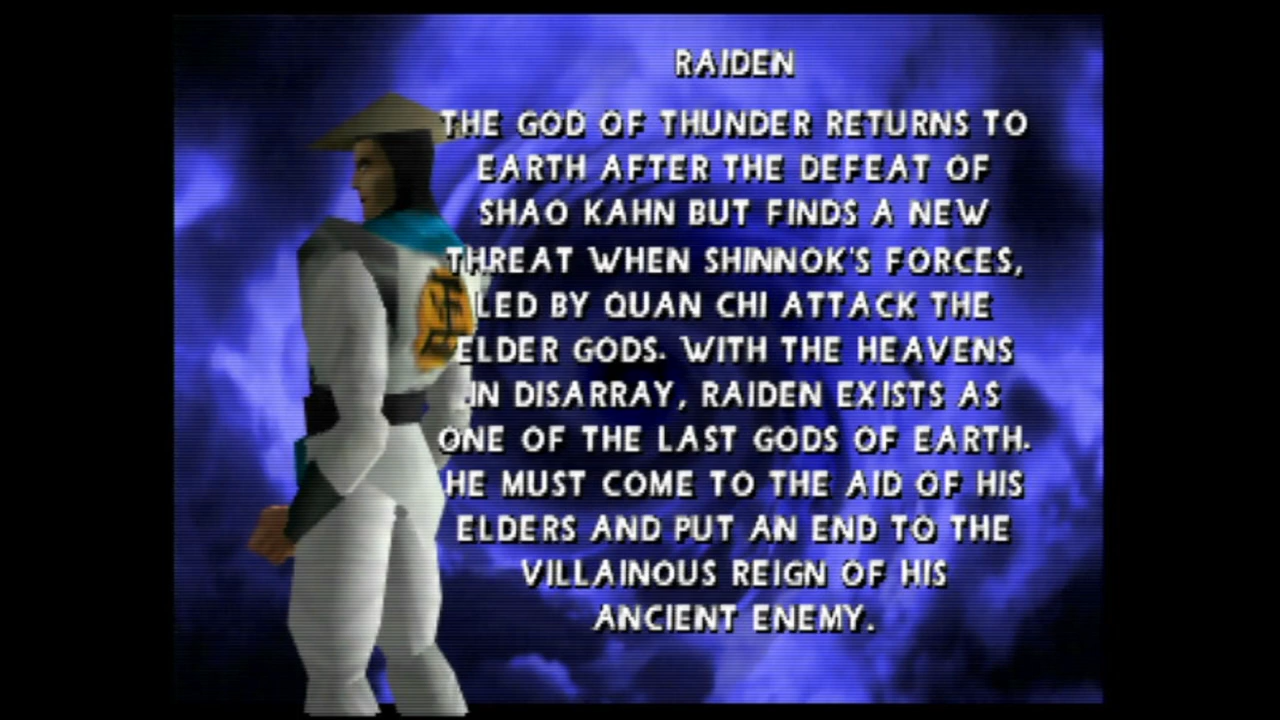 RAIDEN
THE GOD OF THUNDER RETURNS TO
EARTH AFTER THE DEFEAT OF
SHAO KAHN BUT FINDS A NEW
THREAT WHEN SHINNOK'S FORCES,
LED BY QUAN CHI ATTACK THE
ELDER GODS. WITH THE HEAVENS
IN DISARRAY, RAIDEN EXISTS AS
ONE OF THE LAST GODS OF EARTH.
HE MUST COME TO THE AID OF HIS
ELDERS AND PUT AN END TO THE
VILLAINOUS REIGN OF HIS
ANCIENT ENEMY.